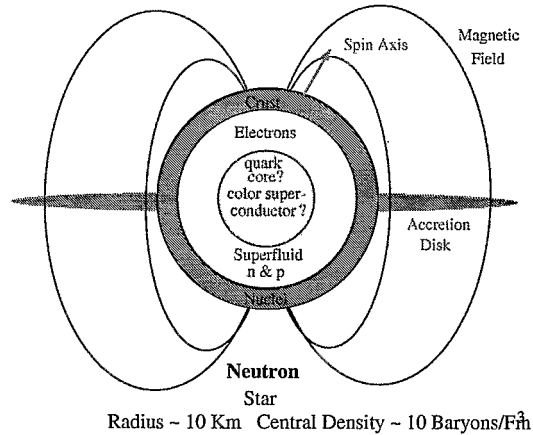 Magnetic
Field
Spin Axis
Crust
Electrons
quark
core?
color super-
conductor?
Accretion
Disk
Superfluid
n & p
Nuclei
Neutron
Star
Radius ~ 10 Km Central Density ~ 10 Baryons/Fm³